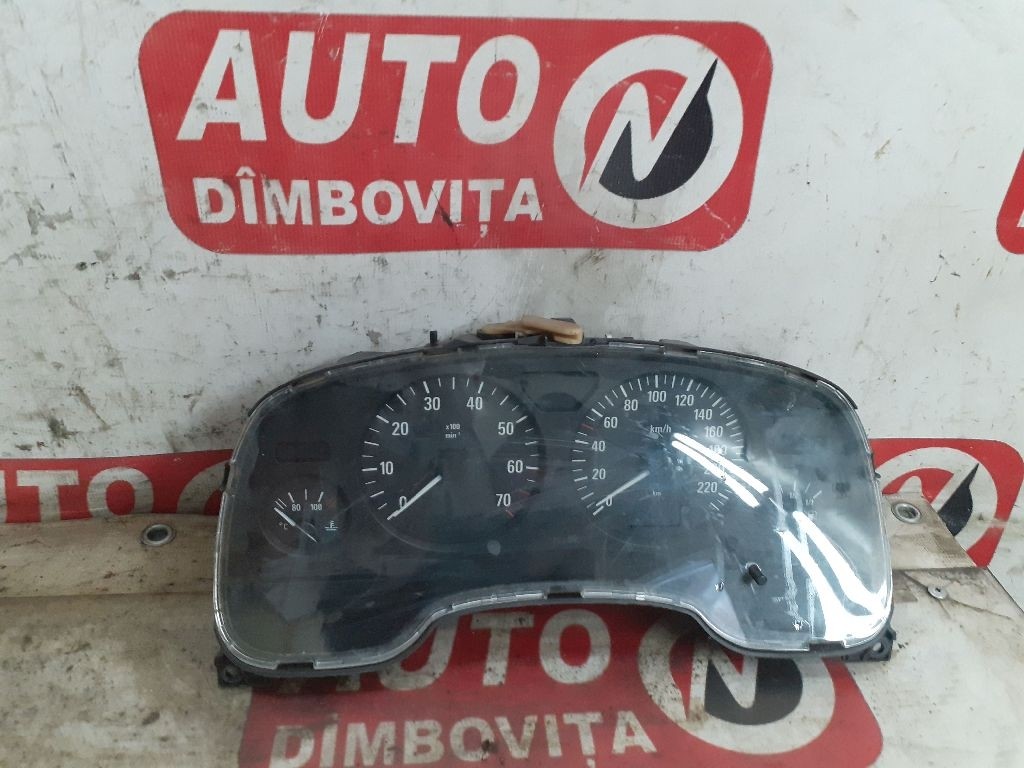 AUTO N
DÎMBOVIȚA
30 40
20 x100 50
min⁻¹
10 60
0 70
80 100
°C
80 100 120
60 140
40 km/h 160
20 220
0 km
AUTO
AUTO N
DÎMBOVIȚA